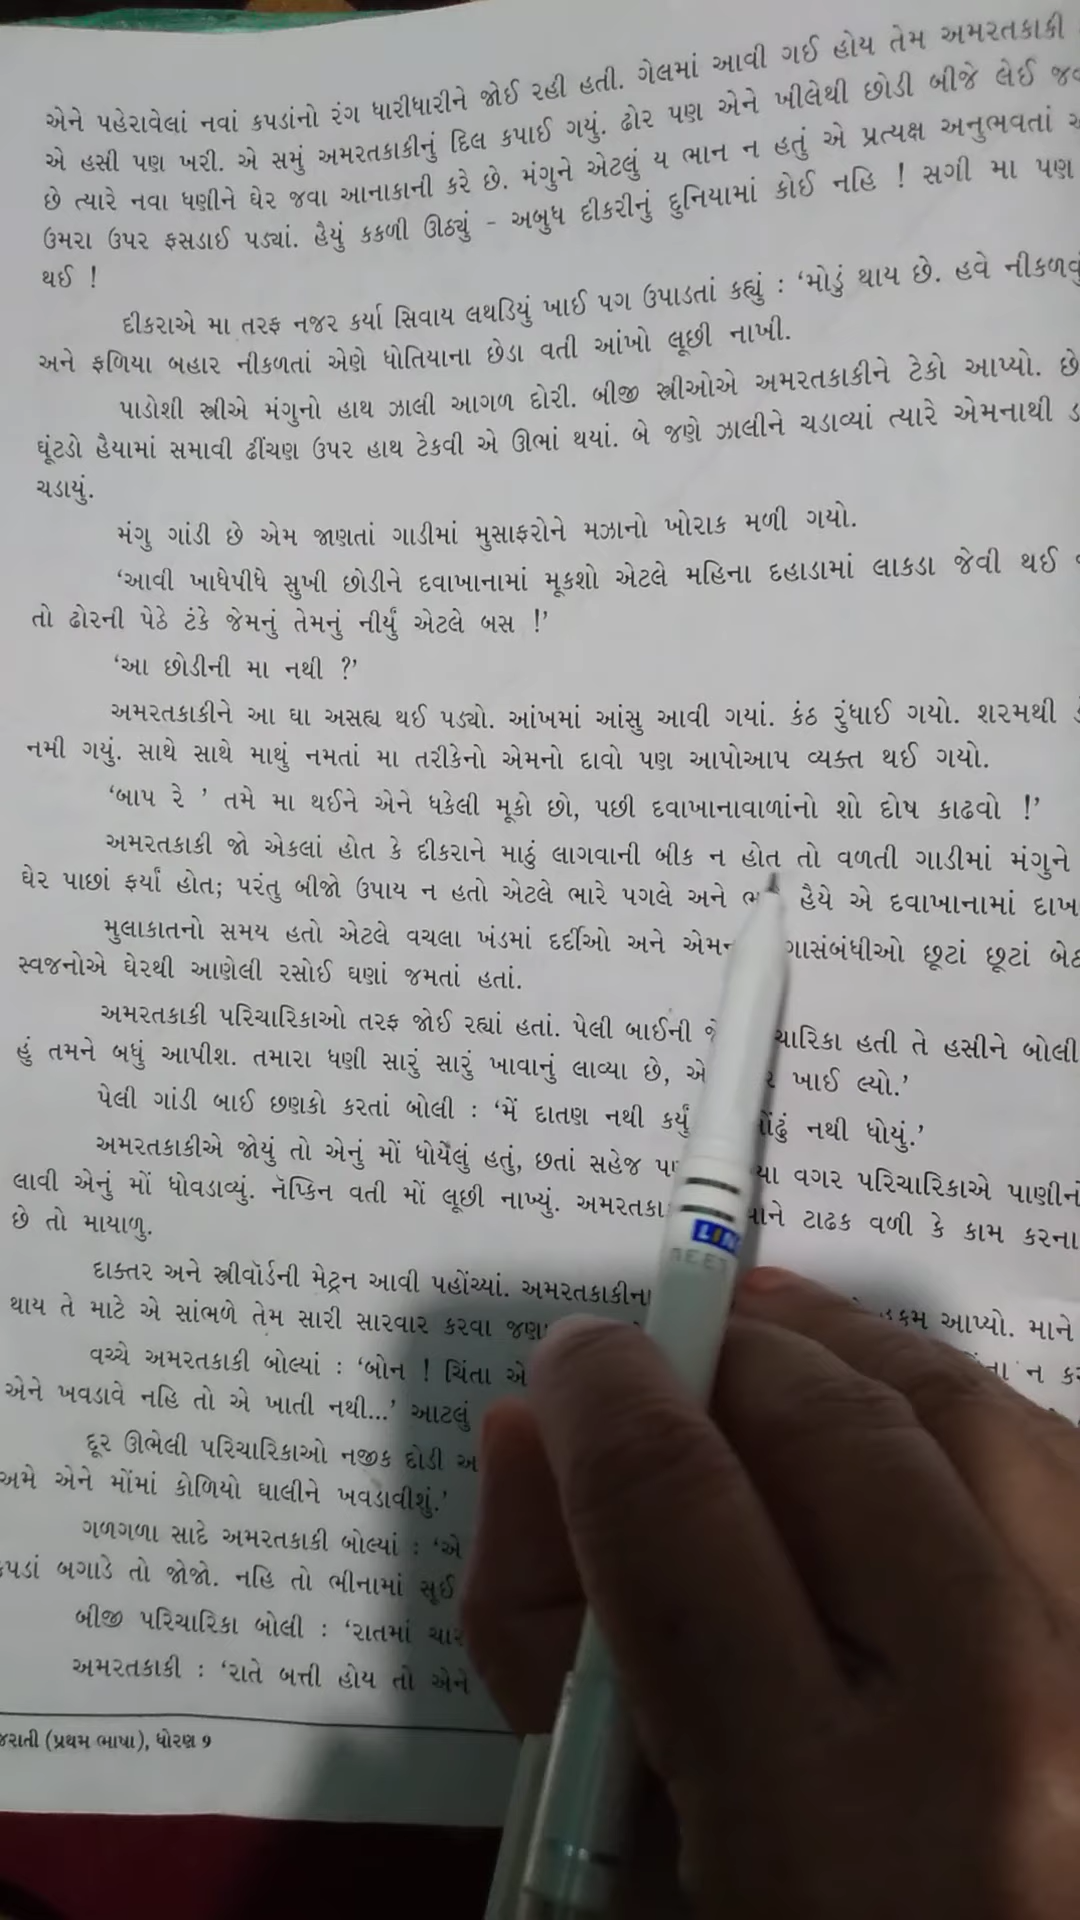 એને પહેરાવેલાં નવાં કપડાંનો રંગ ધારીધારીને જોઈ રહી હતી. ગેલમાં આવી ગઈ હોય તેમ અમરતકાકી
એ હસી પણ ખરી. એ સમું અમરતકાકીનું દિલ કપાઈ ગયું. ઢોર પણ એને ખીલેથી છોડી બીજે લેઈ
છે ત્યારે નવા ધણીને ઘેર જવા આનાકાની કરે છે. મંગુને એટલું ય ભાન ન હતું એ પ્રત્યક્ષ અનુભવતાં
ઉમરા ઉપર ફસડાઈ પડ્યાં. હૈયું કકળી ઊઠ્યું - અબુધ દીકરીનું દુનિયામાં કોઈ નહિ ! સગી મા પણ
થઈ !
દીકરાએ મા તરફ નજર કર્યા સિવાય લથડિયું ખાઈ પગ ઉપાડતાં કહ્યું : ‘મોડું થાય છે. હવે નીકળવું
અને ફળિયા બહાર નીકળતાં એણે ધોતિયાના છેડા વતી આંખો લૂછી નાખી.
પાડોશી સ્ત્રીએ મંગુનો હાથ ઝાલી આગળ દોરી. બીજી સ્ત્રીઓએ અમરતકાકીને ટેકો આપ્યો.
ઘૂંટડો હૈયામાં સમાવી ઢીંચણ ઉપર હાથ ટેકવી એ ઊભાં થયાં. બે જણે ઝાલીને ચડાવ્યાં ત્યારે એમનાથી
ચડાયું.
મંગુ ગાંડી છે એમ જાણતાં ગાડીમાં મુસાફરોને મઝાનો ખોરાક મળી ગયો.
‘આવી ખાધેપીધે સુખી છોડીને દવાખાનામાં મૂકશો એટલે મહિના દહાડામાં લાકડા જેવી થઈ
તો ઢોરની પેઠે ટંકે જેમનું તેમનું નીર્યું એટલે બસ !’
‘આ છોડીની મા નથી ?’
અમરતકાકીને આ ઘા અસહ્ય થઈ પડ્યો. આંખમાં આંસુ આવી ગયાં. કંઠ રુંધાઈ ગયો. શરમથી
નમી ગયું. સાથે સાથે માથું નમતાં મા તરીકેનો એમનો દાવો પણ આપોઆપ વ્યક્ત થઈ ગયો.
‘બાપ રે ’ તમે મા થઈને એને ધકેલી મૂકો છો, પછી દવાખાનાવાળાંનો શો દોષ કાઢવો !’
અમરતકાકી જો એકલાં હોત કે દીકરાને માઠું લાગવાની બીક ન હોત તો વળતી ગાડીમાં મંગુને
ઘેર પાછાં ફર્યાં હોત; પરંતુ બીજો ઉપાય ન હતો એટલે ભારે પગલે અને હૈયે એ દવાખાનામાં
મુલાકાતનો સમય હતો એટલે વચલા ખંડમાં દર્દીઓ અને છૂટાં છૂટાં
સ્વજનોએ ઘેરથી આણેલી રસોઈ ઘણાં જમતાં હતાં.
અમરતકાકી પરિચારિકાઓ તરફ જોઈ રહ્યાં હતાં. પેલી બાઈની હતી તે હસીને બોલી
હું તમને બધું આપીશ. તમારા ધણી સારું સારું ખાવાનું લાવ્યા છે, ખાઈ લ્યો.’
પેલી ગાંડી બાઈ છણકો કરતાં બોલી : ‘મેં દાતણ નથી કર્યું નથી ધોયું.’
અમરતકાકીએ જોયું તો એનું મોં ધોયેલું હતું, છતાં સહેજ વગર પરિચારિકાએ
લાવી એનું મોં ધોવડાવ્યું. નૅપ્કિન વતી મોં લૂછી નાખ્યું. ટાઢક વળી કે કામ
છે તો માયાળુ.
દાક્તર અને સ્ત્રીવૉર્ડની મેટ્રન આવી પહોંચ્યાં. અમરતકાકીના આપ્યો. માને
થાય તે માટે એ સાંભળે તેમ સારી સારવાર કરવા
વચ્ચે અમરતકાકી બોલ્યાં : ‘બોન ! ચિંતા એ ન
એને ખવડાવે નહિ તો એ ખાતી નથી...’ આટલું
દૂર ઊભેલી પરિચારિકાઓ નજીક દોડી
અમે એને મોંમાં કોળિયો ઘાલીને ખવડાવીશું.’
ગળગળા સાદે અમરતકાકી બોલ્યાં : ‘એ
બગાડે તો જોજો. નહિ તો ભીનામાં સૂઈ
બીજી પરિચારિકા બોલી : ‘રાતમાં ચાર
અમરતકાકી : ‘રાતે બત્તી હોય તો એને
(પ્રથમ ભાષા), ધોરણ ૭